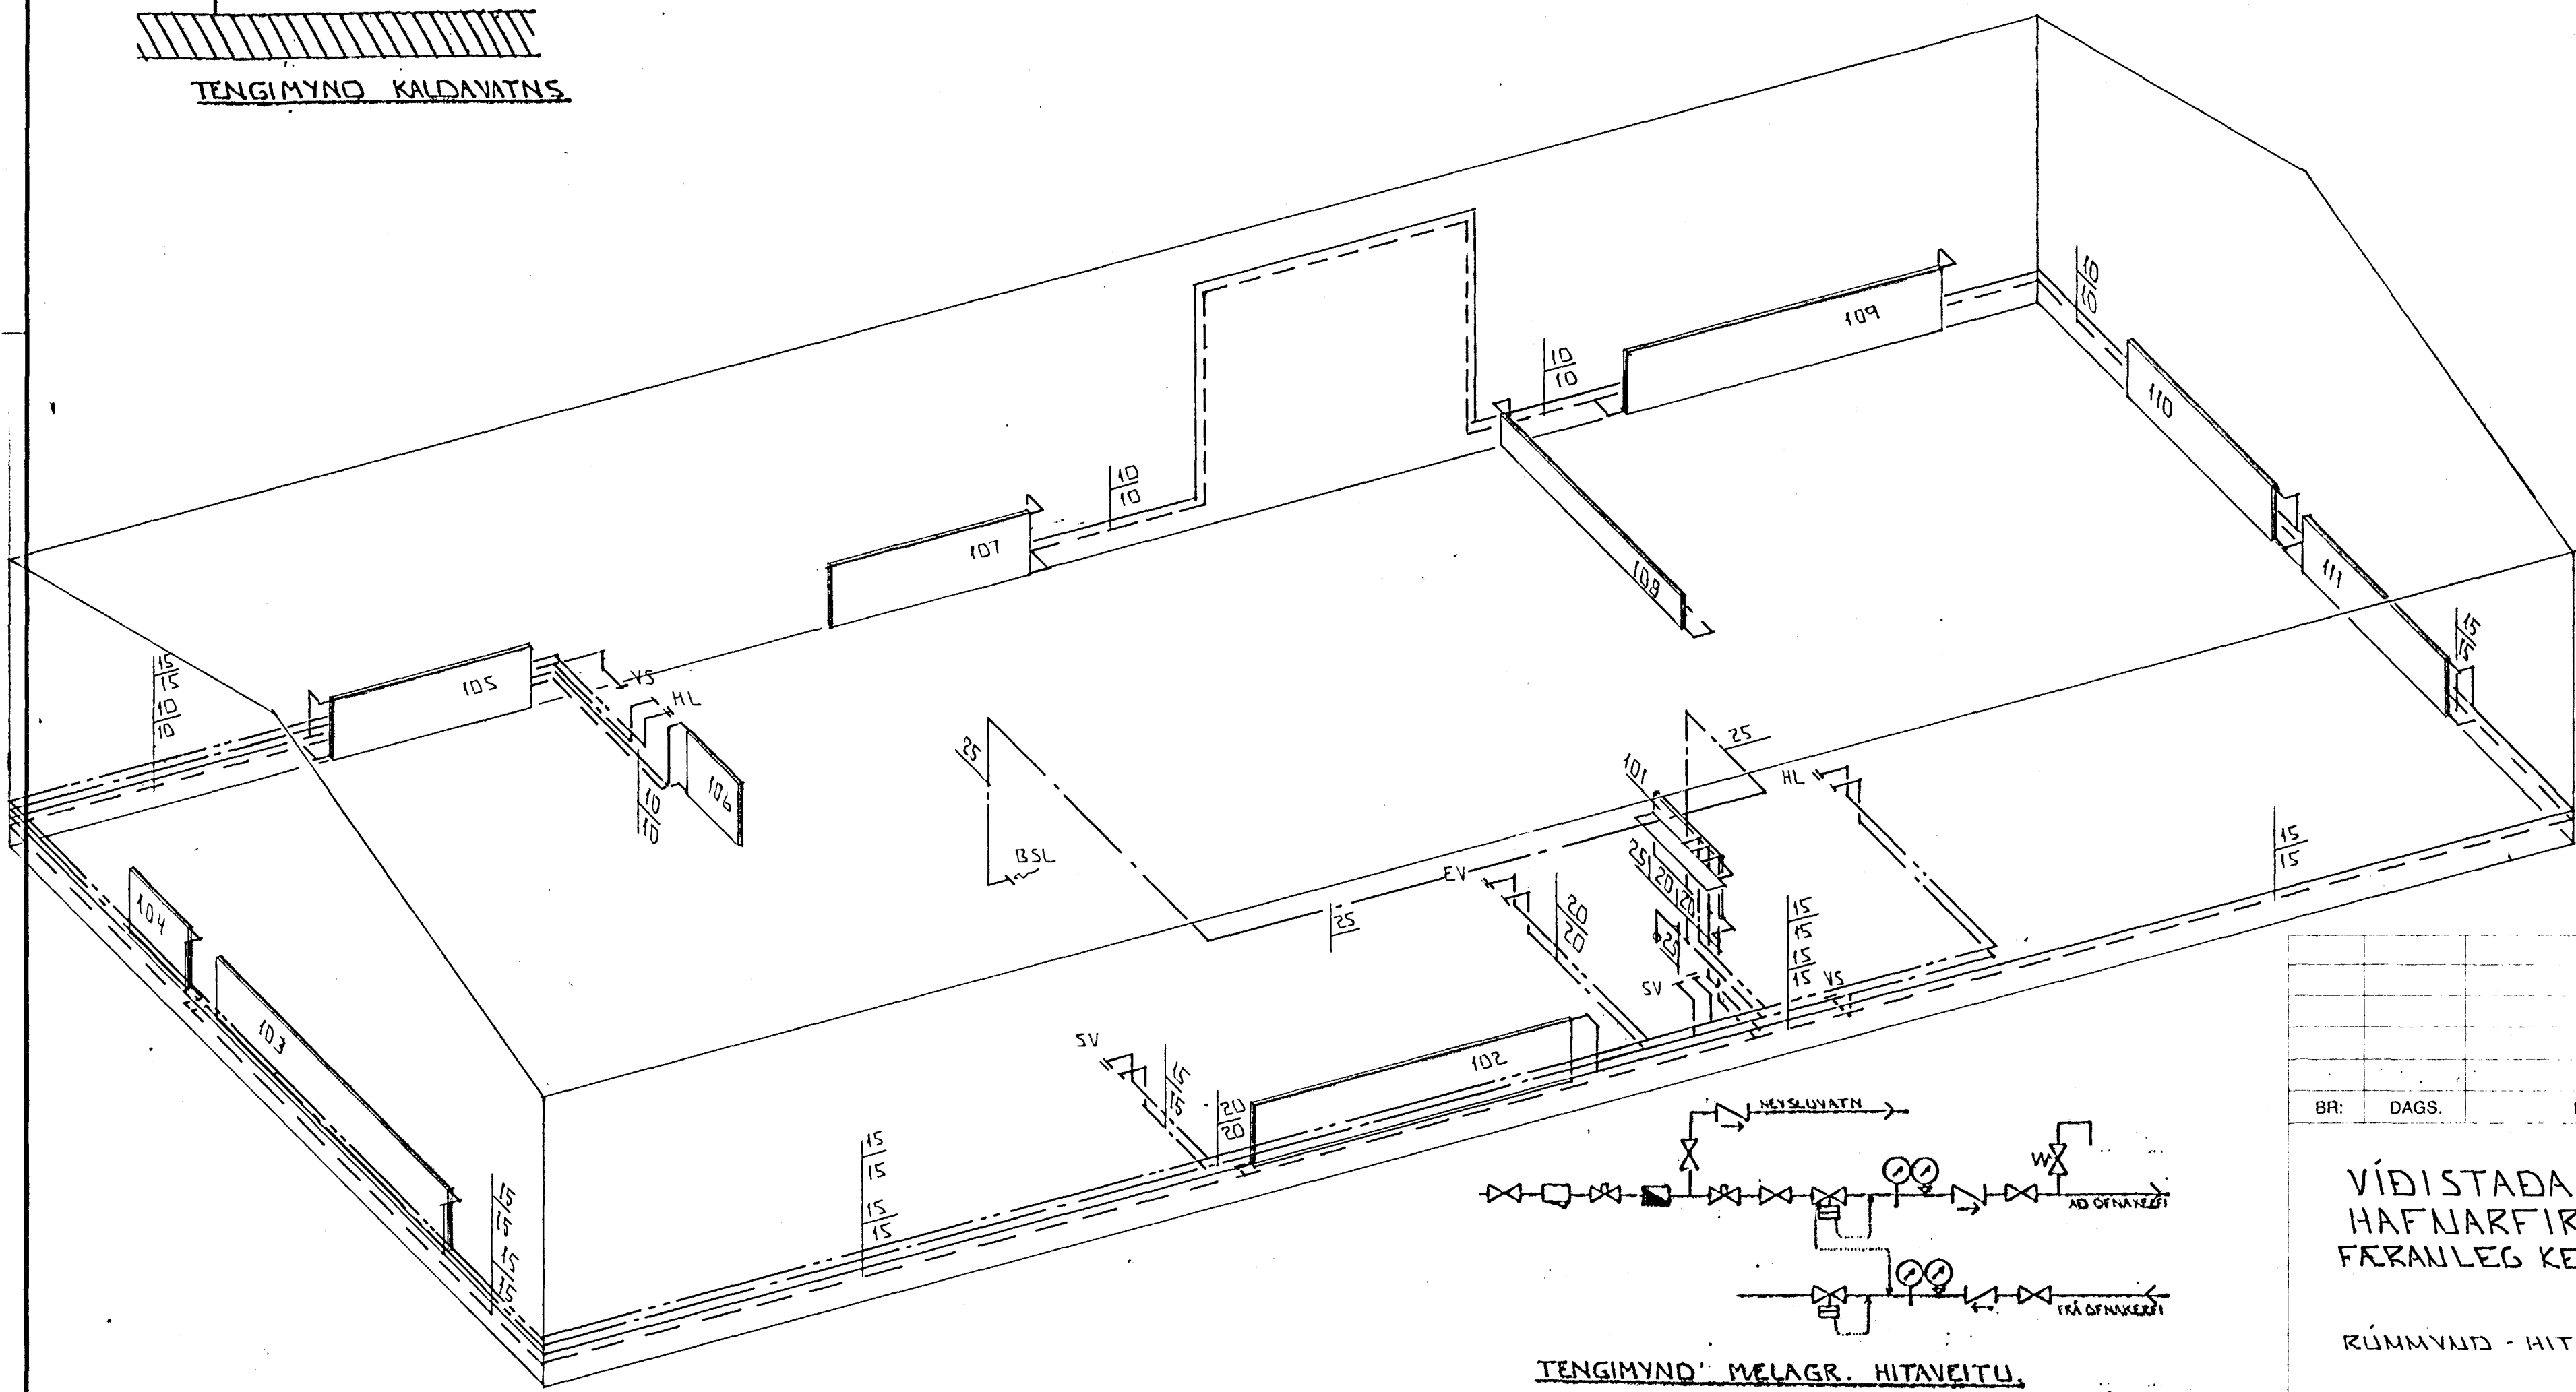 TENGIMYND KALDAVATNS
10
10
109
10
10
110
10
10
107
108
111
15
15
105
VS
HL
15
15
10
10
106
10
10
25
BSL
25
101
HL
15
15
25
20
20
EV
20
20
25
25
15
15
15
15
VS
SV
104
103
SV
15
15
20
20
102
15
15
15
15
15
15
15
15
NEYSLUVATN
AÐ OFNAKERFI
FRÁ OFNAKERFI
TENGIMYND MÆLAGR. HITAVEITU.
BR: DAGS.
VÍÐISTAÐA
HAFNARFIR
FÆRANLEG KE
RÚMMYND - HIT